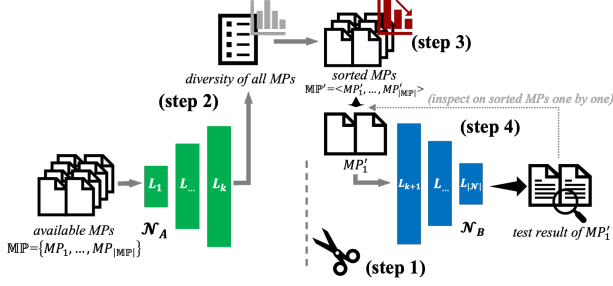 (step 3)
diversity of all MPs
sorted MPs
𝕄ℙ′=<MP′₁, …, MP′|𝕄ℙ|>
(step 2)
(inspect on sorted MPs one by one)
(step 4)
MP′₁
L₁
L...
Lₖ
Lₖ₊₁
L...
L|𝒩|
available MPs
𝕄ℙ={MP₁, …, MP|𝕄ℙ|}
𝒩_A
𝒩_B
test result of MP′₁
(step 1)